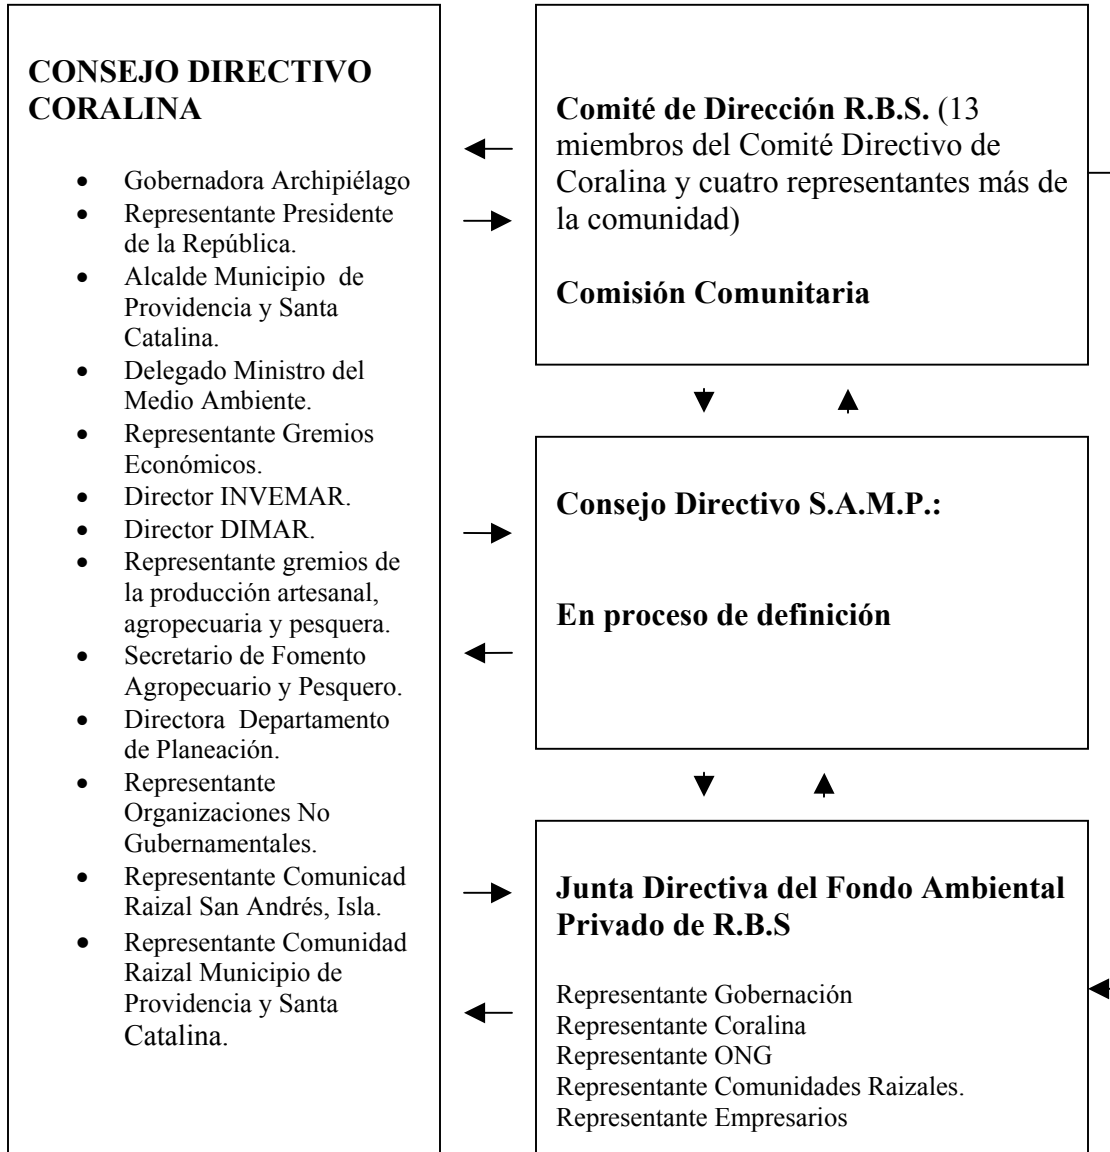 CONSEJO DIRECTIVO
CORALINA
• Gobernadora Archipiélago
• Representante Presidente
de la República.
• Alcalde Municipio de
Providencia y Santa
Catalina.
• Delegado Ministro del
Medio Ambiente.
• Representante Gremios
Económicos.
• Director INVEMAR.
• Director DIMAR.
• Representante gremios de
la producción artesanal,
agropecuaria y pesquera.
• Secretario de Fomento
Agropecuario y Pesquero.
• Directora Departamento
de Planeación.
• Representante
Organizaciones No
Gubernamentales.
• Representante Comunicad
Raizal San Andrés, Isla.
• Representante Comunidad
Raizal Municipio de
Providencia y Santa
Catalina.
Comité de Dirección R.B.S. (13
miembros del Comité Directivo de
Coralina y cuatro representantes más de
la comunidad)
Comisión Comunitaria
Consejo Directivo S.A.M.P.:
En proceso de definición
Junta Directiva del Fondo Ambiental
Privado de R.B.S
Representante Gobernación
Representante Coralina
Representante ONG
Representante Comunidades Raizales.
Representante Empresarios